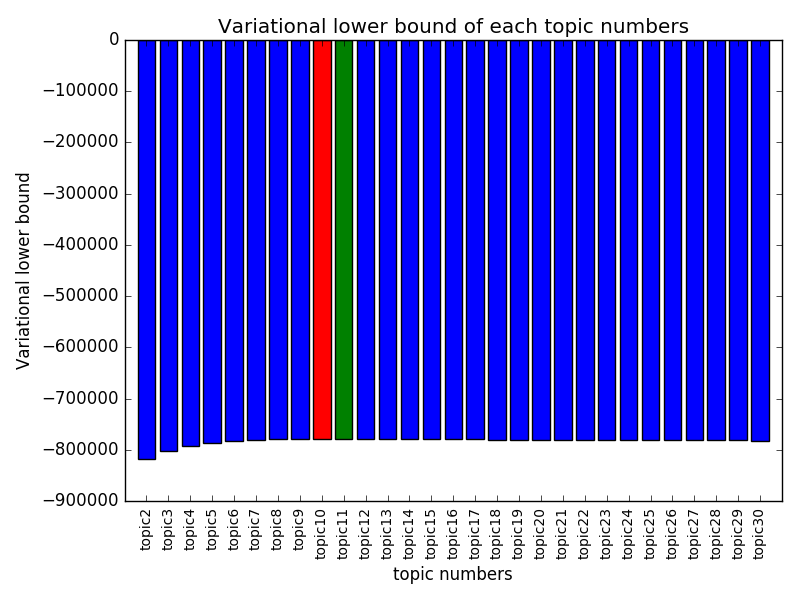 Variational lower bound of each topic numbers
0
−100000
−200000
−300000
−400000
−500000
−600000
−700000
−800000
−900000
Variational lower bound
topic2
topic3
topic4
topic5
topic6
topic7
topic8
topic9
topic10
topic11
topic12
topic13
topic14
topic15
topic16
topic17
topic18
topic19
topic20
topic21
topic22
topic23
topic24
topic25
topic26
topic27
topic28
topic29
topic30
topic numbers